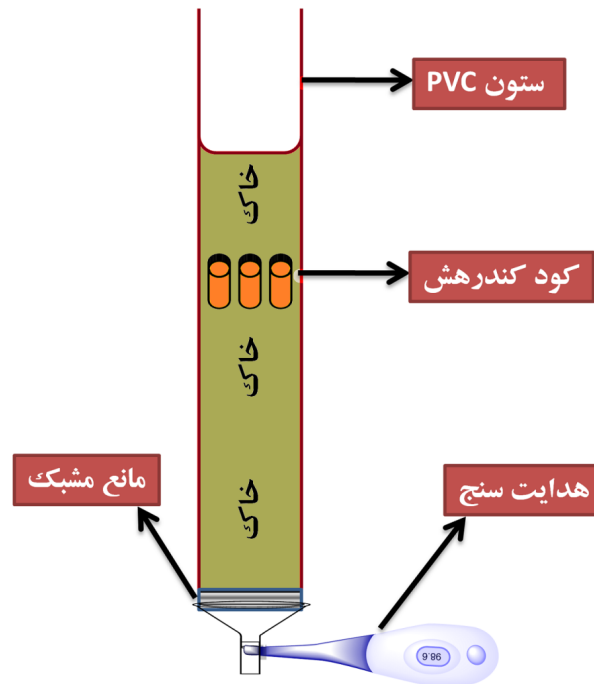 ستون PVC
خاک
کود کندرهش
خاک
مانع مشبک
خاک
هدایت سنج
98.6